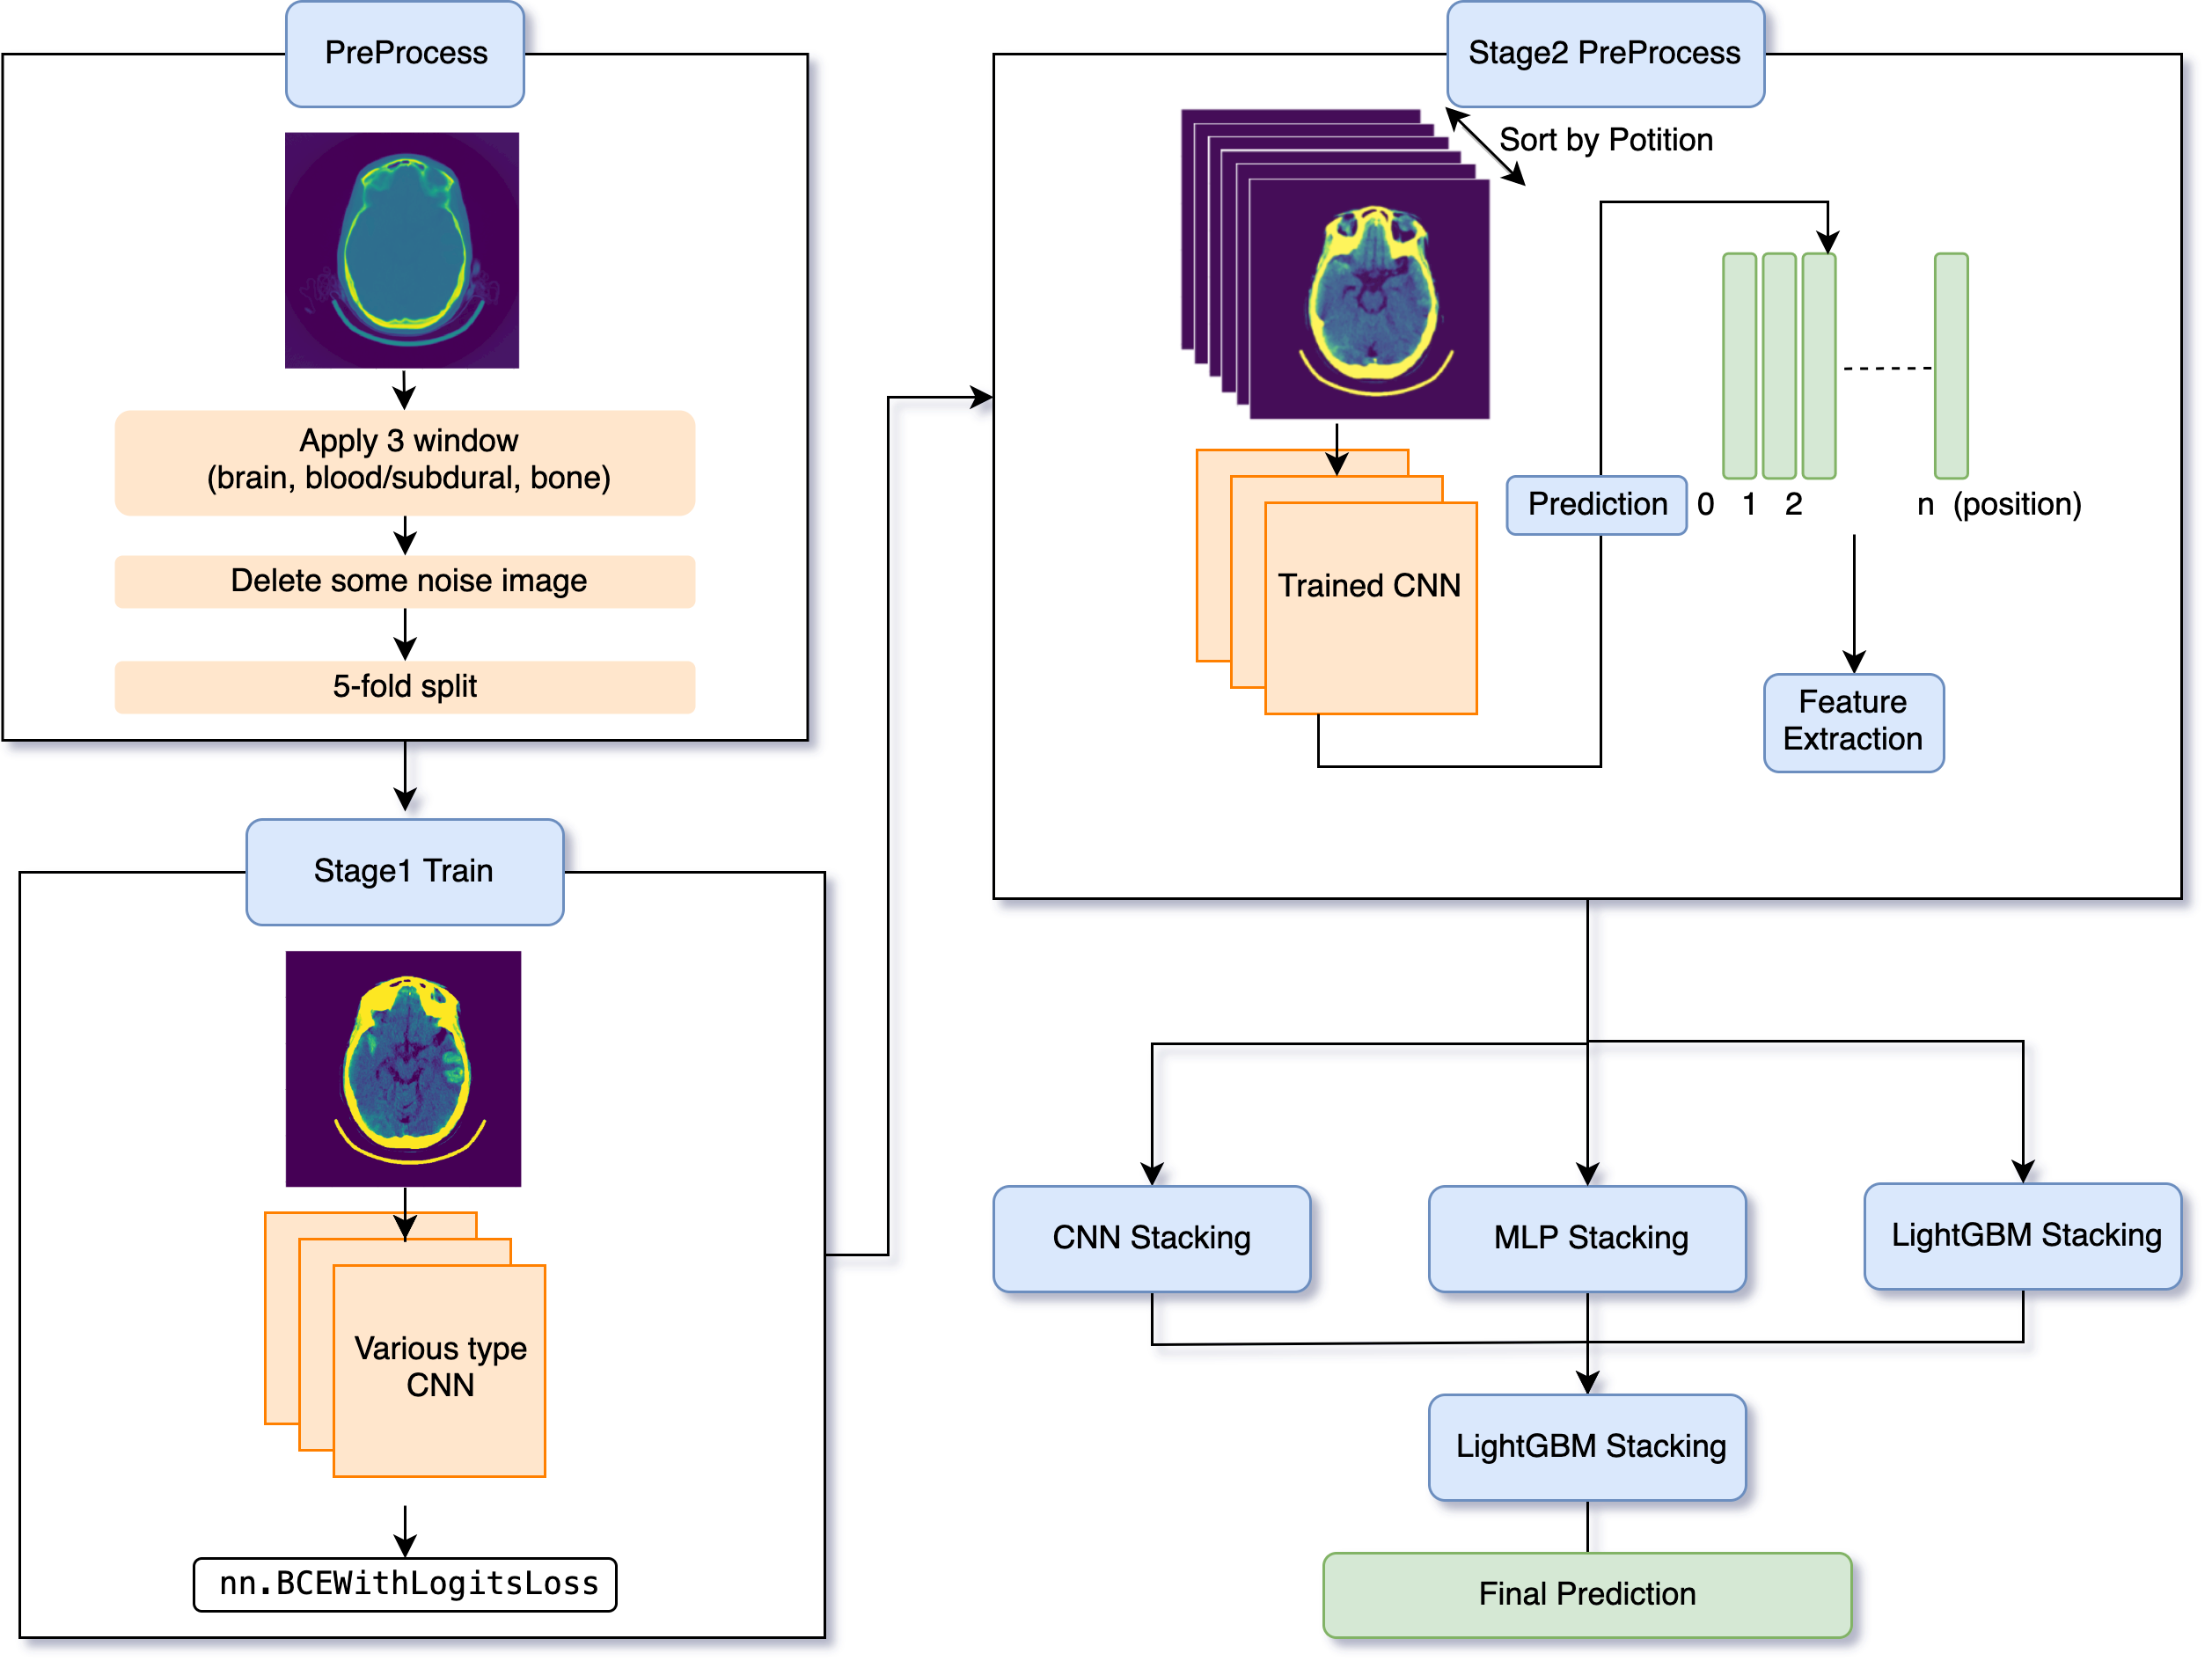 PreProcess
Apply 3 window
(brain, blood/subdural, bone)
Delete some noise image
5-fold split
Stage1 Train
Various type
CNN
nn.BCEWithLogitsLoss
Stage2 PreProcess
Sort by Potition
Trained CNN
Prediction
0 1 2 n (position)
Feature
Extraction
CNN Stacking
MLP Stacking
LightGBM Stacking
LightGBM Stacking
Final Prediction